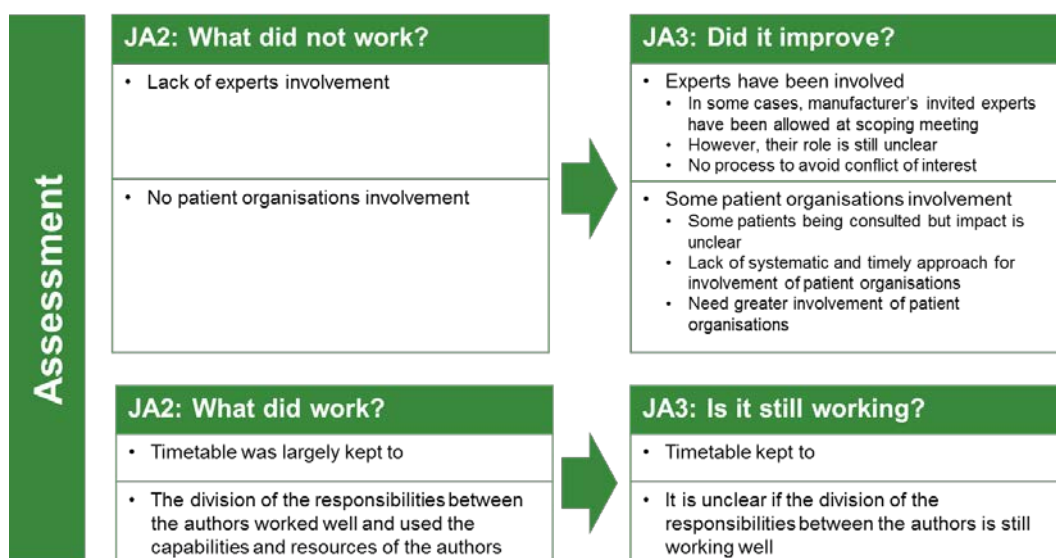 Assessment
JA2: What did not work?
• Lack of experts involvement
• No patient organisations involvement
JA3: Did it improve?
• Experts have been involved
• In some cases, manufacturer's invited experts
have been allowed at scoping meeting
• However, their role is still unclear
• No process to avoid conflict of interest
• Some patient organisations involvement
• Some patients being consulted but impact is
unclear
• Lack of systematic and timely approach for
involvement of patient organisations
• Need greater involvement of patient
organisations
JA2: What did work?
• Timetable was largely kept to
• The division of the responsibilities between
the authors worked well and used the
capabilities and resources of the authors
JA3: Is it still working?
• Timetable kept to
• It is unclear if the division of the
responsibilities between the authors is still
working well